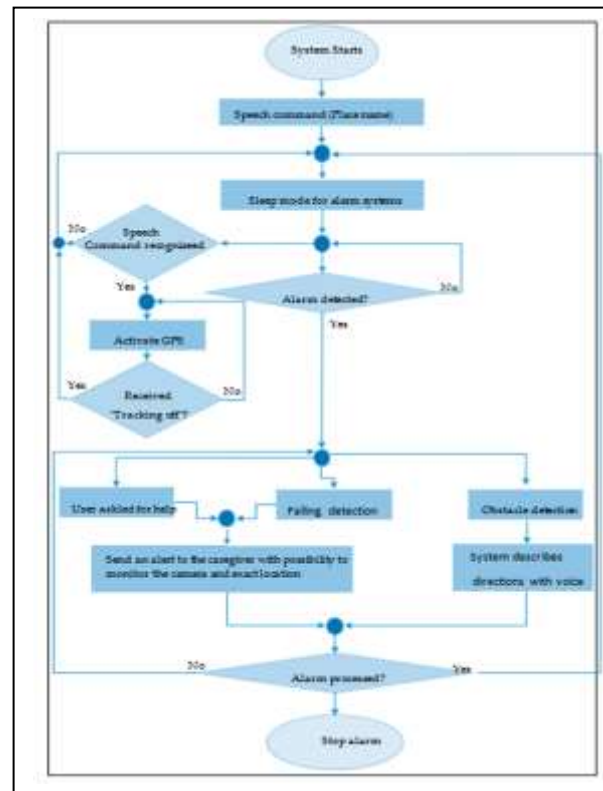 System Starts
Speech command (Place name)
Sleep mode for alarm systems
No
Speech
Command recognized
Alarm detected?
No
Yes
Yes
Activate GPS
Yes
No
Received
"Tracking off"?
User asked for help
Falling detection
Obstacle detection
Send an alert to the caregiver with possibility to
monitor the camera and exact location
System describes
directions with voice
No
Alarm processed?
Yes
Stop alarm